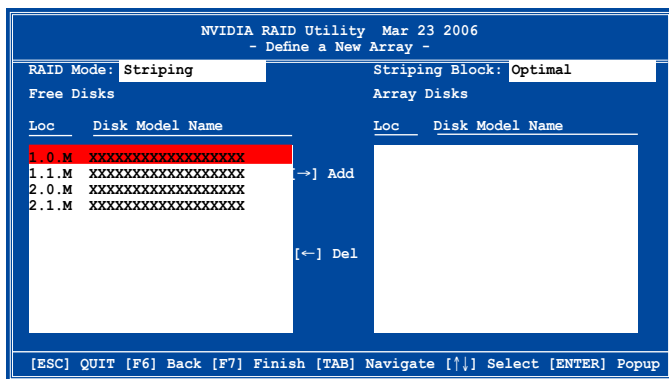 NVIDIA RAID Utility Mar 23 2006
- Define a New Array -
RAID Mode: Striping Striping Block: Optimal
Free Disks Array Disks
Loc Disk Model Name Loc Disk Model Name
1.0.M XXXXXXXXXXXXXXXXXX
1.1.M XXXXXXXXXXXXXXXXXX
[→] Add
2.0.M XXXXXXXXXXXXXXXXXX
2.1.M XXXXXXXXXXXXXXXXXX
[←] Del
[ESC] QUIT [F6] Back [F7] Finish [TAB] Navigate [↑↓] Select [ENTER] Popup